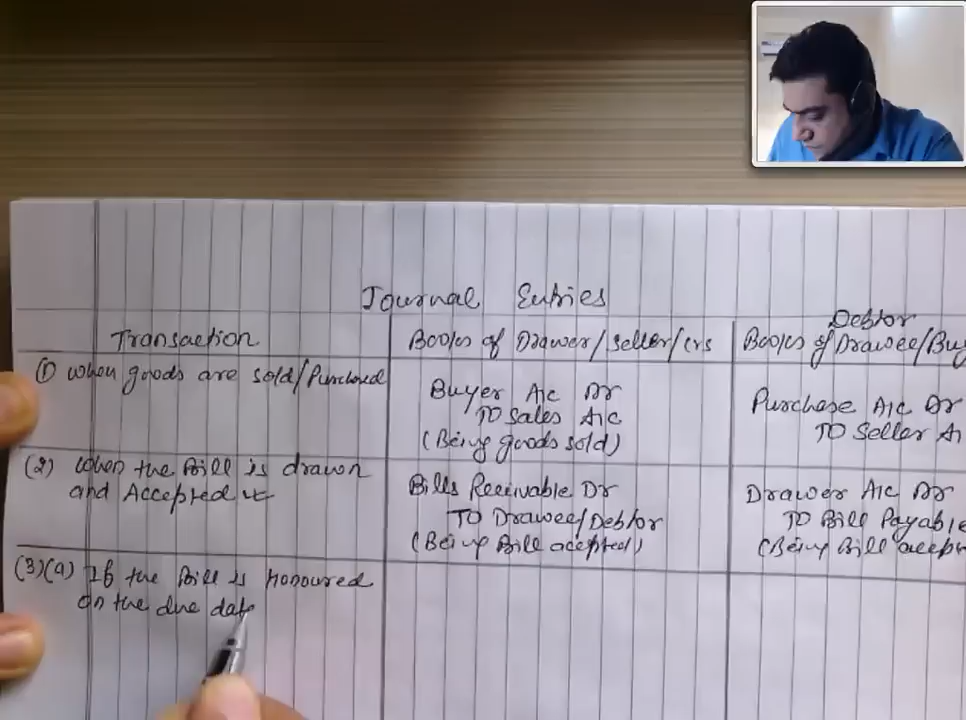 Journal Entries
Transaction
Books of Drawer/Seller/crs
Debtor
Books of Drawee/Buy
(1) when goods are sold/Purchased
Buyer A/c Dr
TO Sales A/c
(Being goods sold)
Purchase A/c Dr
TO Seller A
(2) When the Bill is drawn
and Accepted it
Bills Receivable Dr
TO Drawee/Debtor
(Being Bill accepted)
Drawer A/c Dr
TO Bill Payable
(Being Bill accept
(3)(a) If the Bill is Honoured
on the due date